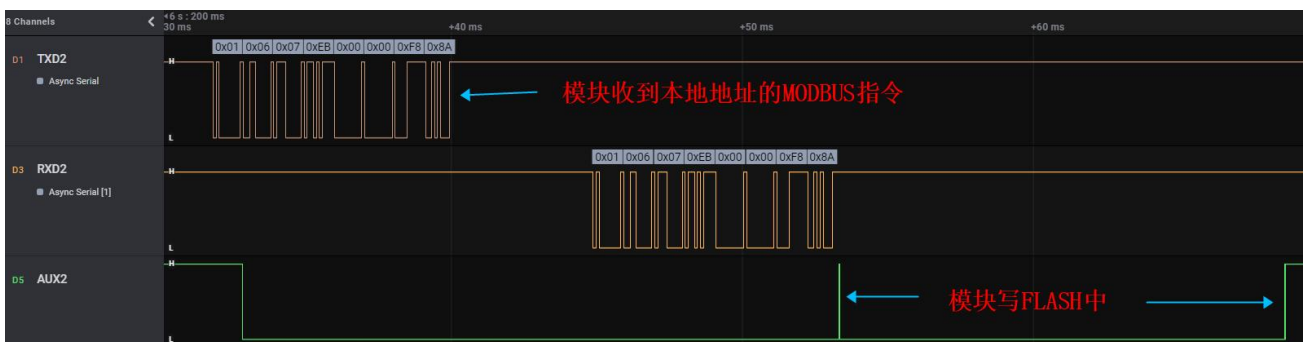 8 Channels
6 s : 200 ms
30 ms
+40 ms
+50 ms
+60 ms
D1 TXD2
Async Serial
H
L
0x01 0x06 0x07 0xEB 0x00 0x00 0xF8 0x8A
模块收到本地地址的MODBUS指令
D3 RXD2
Async Serial [1]
H
L
0x01 0x06 0x07 0xEB 0x00 0x00 0xF8 0x8A
D5 AUX2
H
L
模块写FLASH中